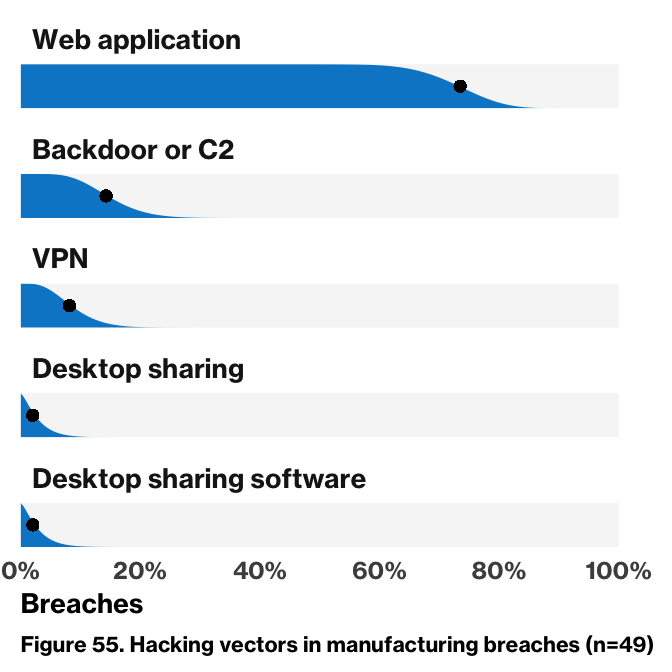 Web application
Backdoor or C2
VPN
Desktop sharing
Desktop sharing software
0% 20% 40% 60% 80% 100%
Breaches
Figure 55. Hacking vectors in manufacturing breaches (n=49)